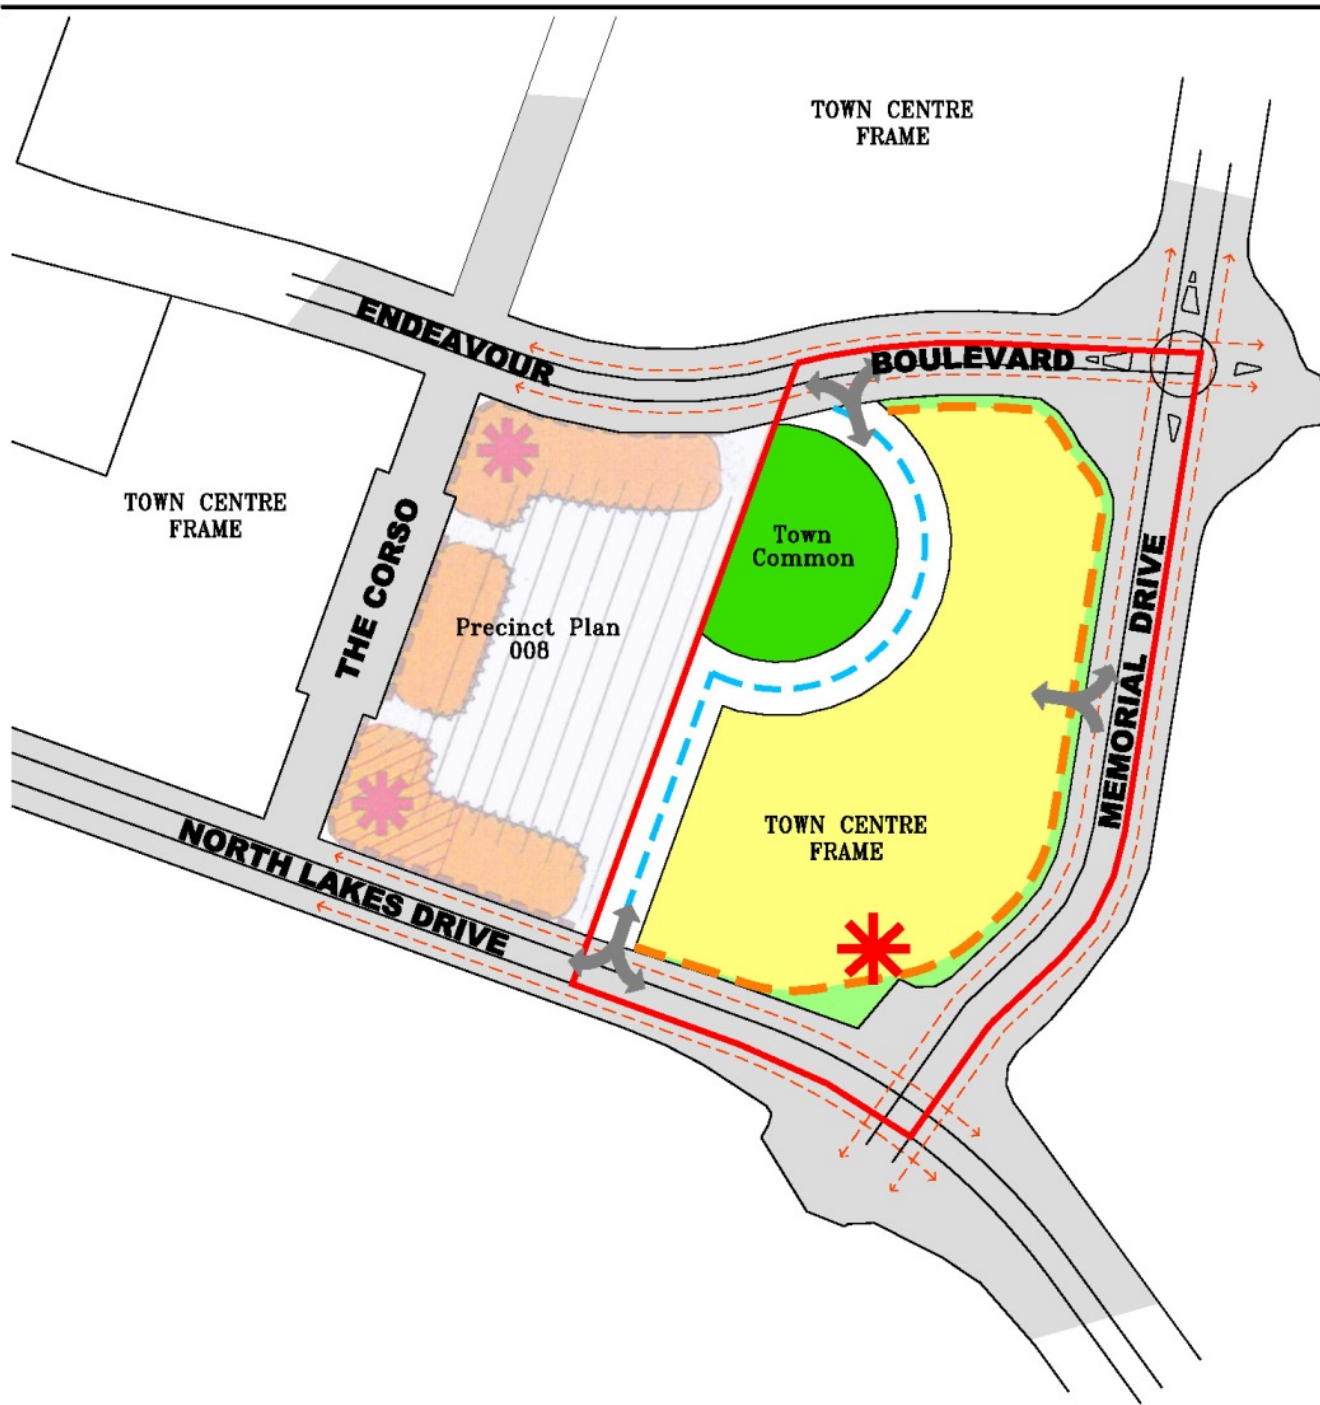 TOWN CENTRE
FRAME
ENDEAVOUR
BOULEVARD
TOWN CENTRE
FRAME
THE CORSO
Town
Common
Precinct Plan
008
MEMORIAL DRIVE
TOWN CENTRE
FRAME
NORTH LAKES DRIVE